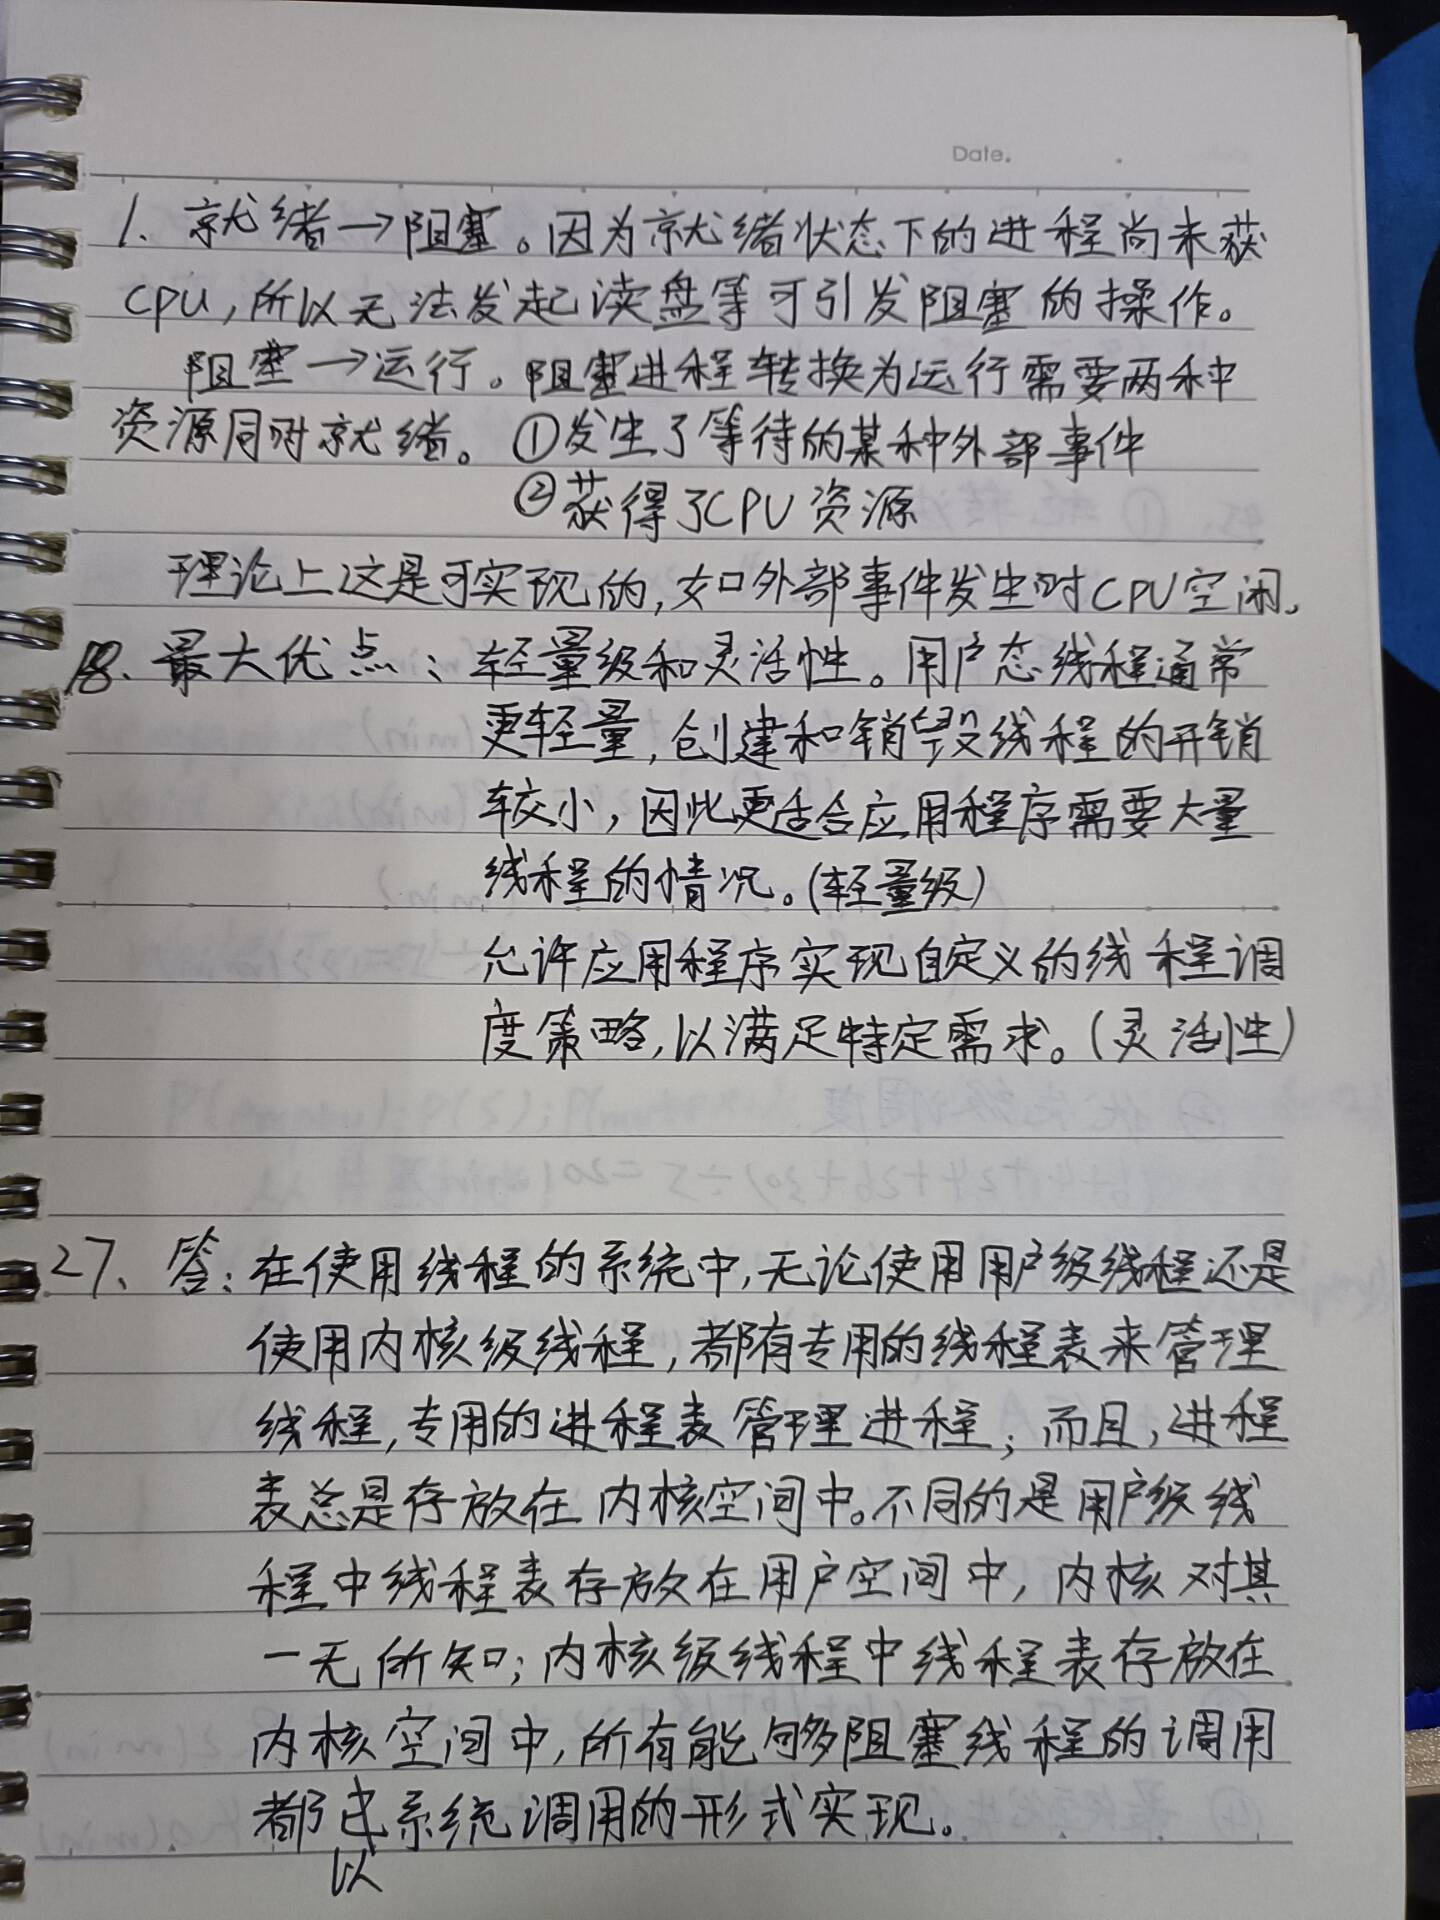 Date.
1. 就绪→阻塞。因为就绪状态下的进程尚未获
CPU,所以无法发起读盘等可引发阻塞的操作。
阻塞→运行。阻塞进程转换为运行需要两种
资源同时就绪。①发生了等待的某种外部事件
②获得了CPU资源
理论上这是可实现的,如外部事件发生时CPU空闲。
18、最大优点:轻量级和灵活性。用户态线程通常
更轻量,创建和销毁线程的开销
较小,因此更适合应用程序需要大量
线程的情况。(轻量级)
允许应用程序实现自定义的线程调
度策略,以满足特定需求。(灵活性)
27、答:在使用线程的系统中,无论使用用户级线程还是
使用内核级线程,都有专用的线程表来管理
线程,专用的进程表管理进程;而且,进程
表总是存放在内核空间中。不同的是用户级线
程中线程表存放在用户空间中,内核对其
一无所知;内核级线程中线程表存放在
内核空间中,所有能够阻塞线程的调用
都系统调用的形式实现。
以